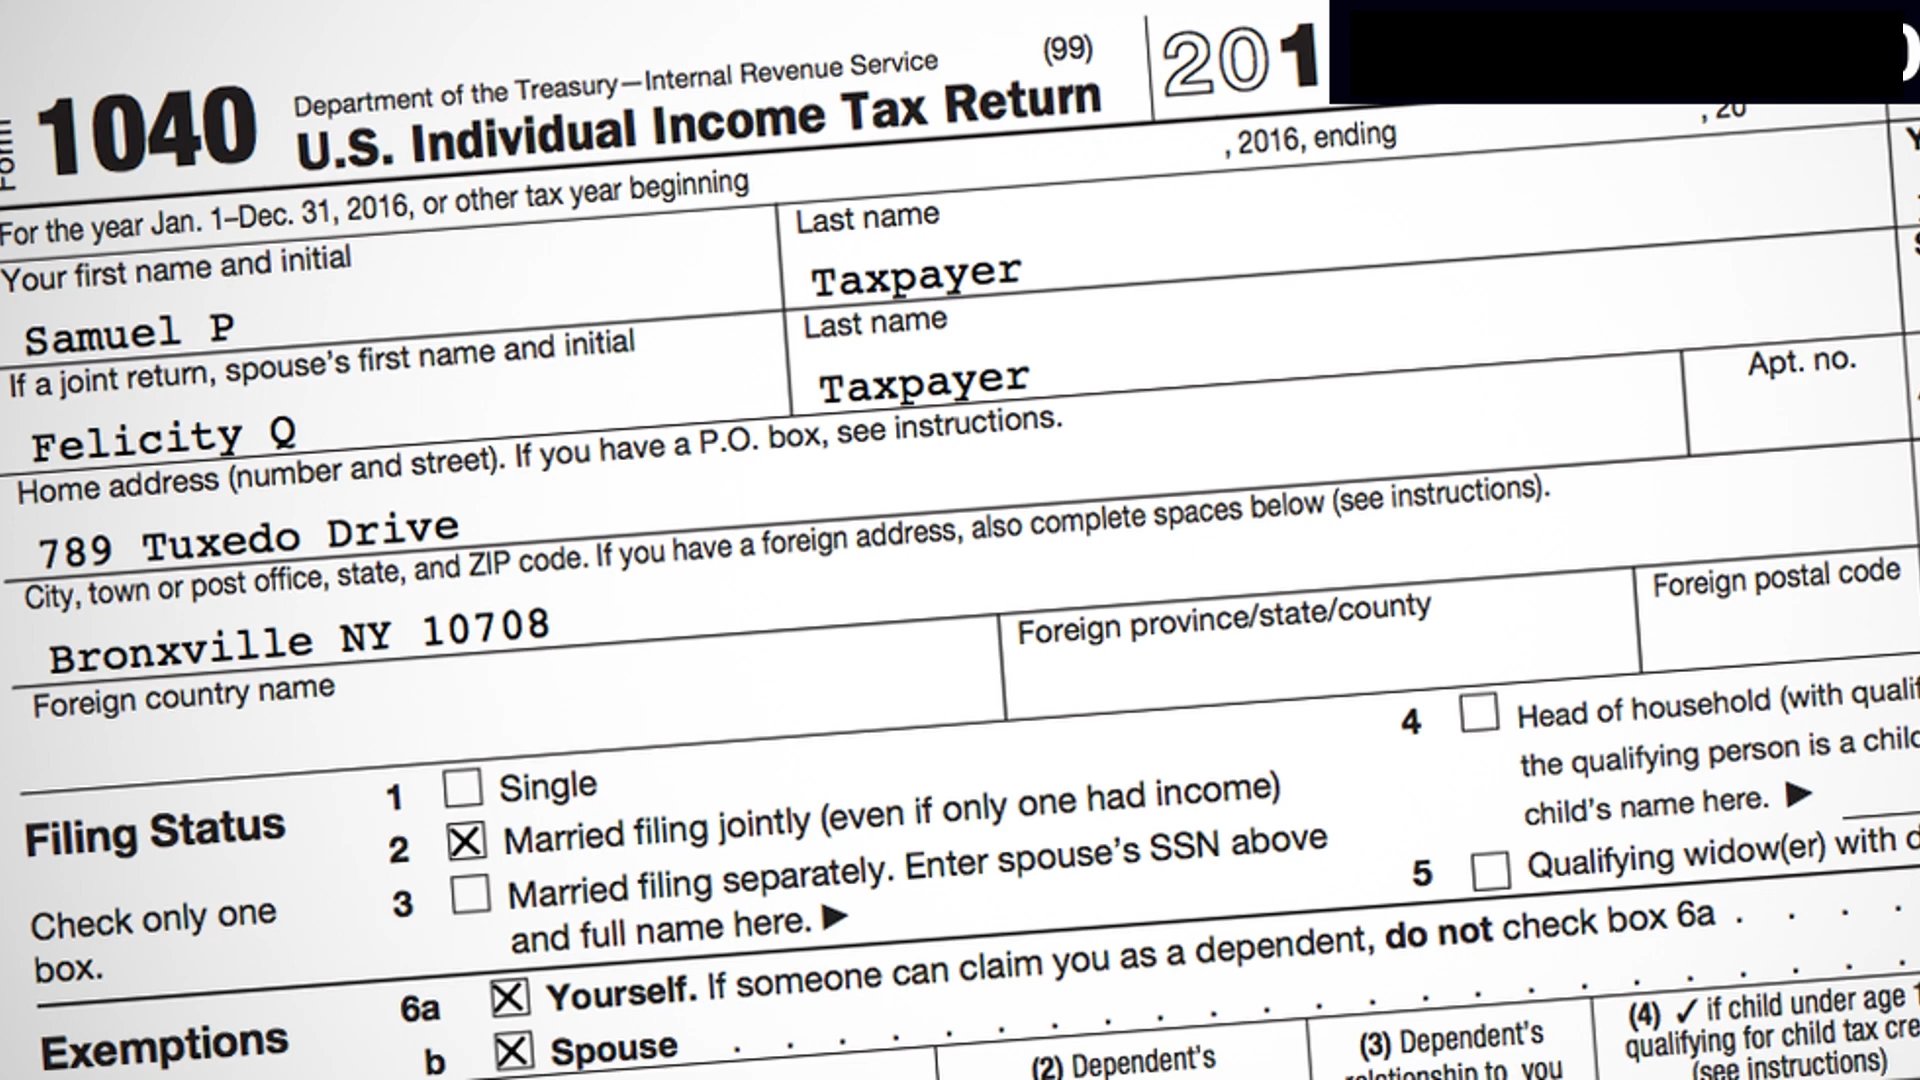 Form 1040 Department of the Treasury—Internal Revenue Service (99)
U.S. Individual Income Tax Return 201
For the year Jan. 1–Dec. 31, 2016, or other tax year beginning , 2016, ending , 20
Your first name and initial Last name
Samuel P Taxpayer
If a joint return, spouse's first name and initial Last name
Felicity Q Taxpayer
Home address (number and street). If you have a P.O. box, see instructions. Apt. no.
789 Tuxedo Drive
City, town or post office, state, and ZIP code. If you have a foreign address, also complete spaces below (see instructions).
Bronxville NY 10708
Foreign country name Foreign province/state/county Foreign postal code
Filing Status
Check only one
box.
1 Single
2 Married filing jointly (even if only one had income)
3 Married filing separately. Enter spouse's SSN above
and full name here. ▶
4 Head of household (with
the qualifying person is a
child's name here. ▶
5 Qualifying widow(er) with
Exemptions
6a Yourself. If someone can claim you as a dependent, do not check box 6a . . . .
b Spouse . . . . . . . . . . . . . . . . . . . . . . .
(2) Dependent's
(3) Dependent's
relationship to you
(4) ✓ if child under age
qualifying for child tax
(see instructions)